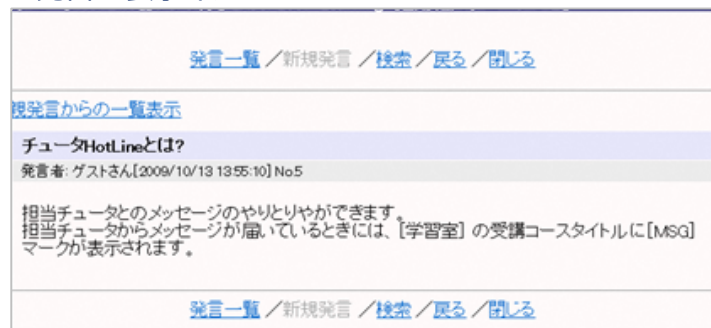 発言一覧 ／新規発言 ／検索 ／戻る ／閉じる
規発言からの一覧表示
チュータHotLineとは?
発言者: ゲストさん[2009/10/13 13:55:10] No.5
担当チュータとのメッセージのやりとりやができます。
担当チュータからメッセージが届いているときには、[学習室] の受講コースタイトルに[MSG]
マークが表示されます。
発言一覧 ／新規発言 ／検索 ／戻る ／閉じる